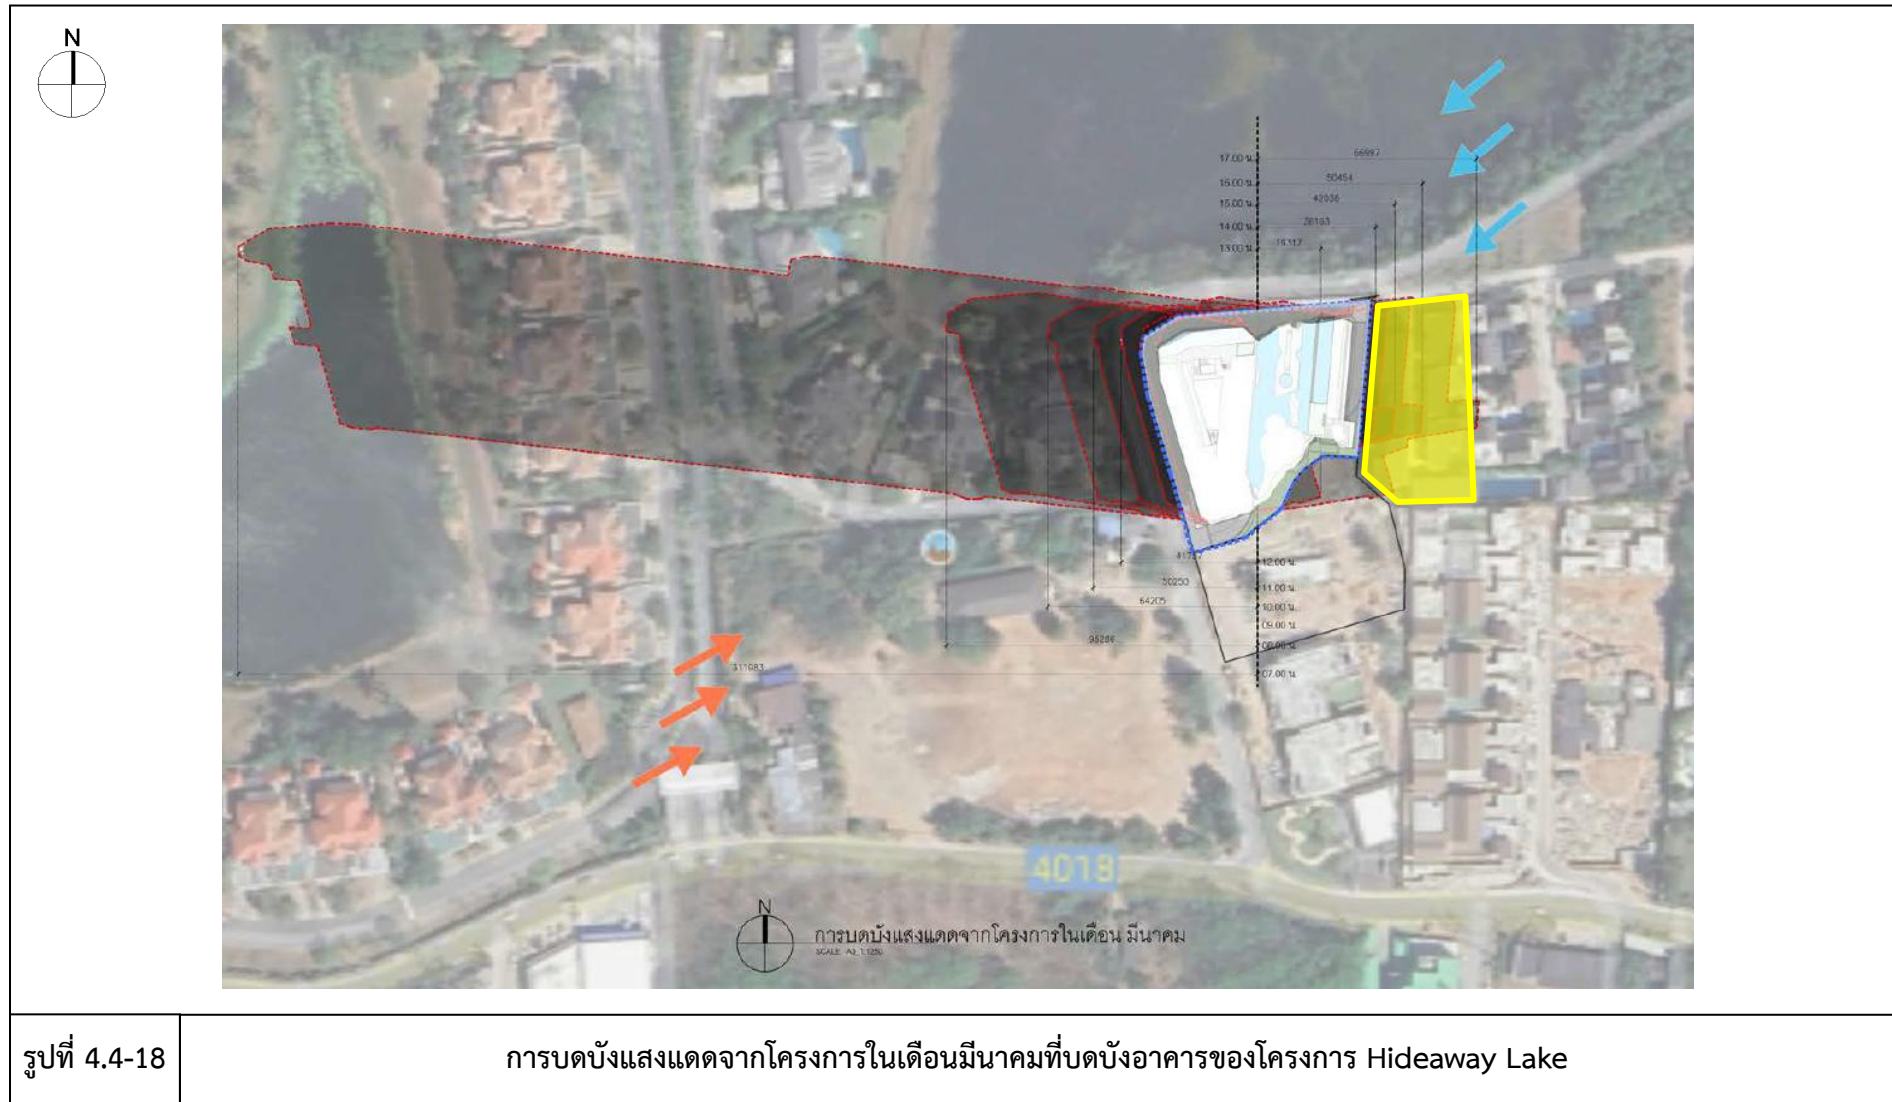 N
17.00 น.
66997
16.00 น.
50454
15.00 น.
42036
14.00 น.
13.00 น.
12.00 น.
11.00 น.
50250
10.00 น.
64205
09.00 น.
08.00 น.
07.00 น.
4018
N
การบดบังแสงแดดจากโครงการในเดือน มีนาคม
SCALE A3 1:1250
รูปที่ 4.4-18
การบดบังแสงแดดจากโครงการในเดือนมีนาคมที่บดบังอาคารของโครงการ Hideaway Lake